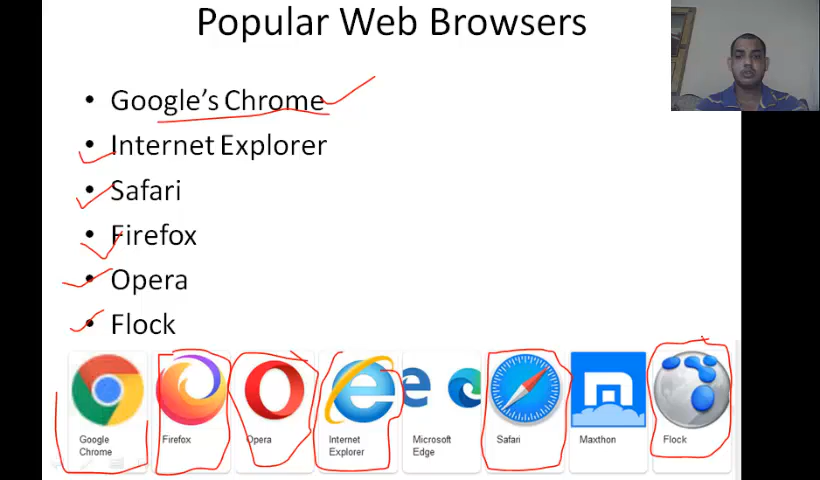 Popular Web Browsers
• Google's Chrome
• Internet Explorer
• Safari
• Firefox
• Opera
• Flock
Google Chrome
Firefox
Opera
Internet Explorer
Microsoft Edge
Safari
Maxthon
Flock